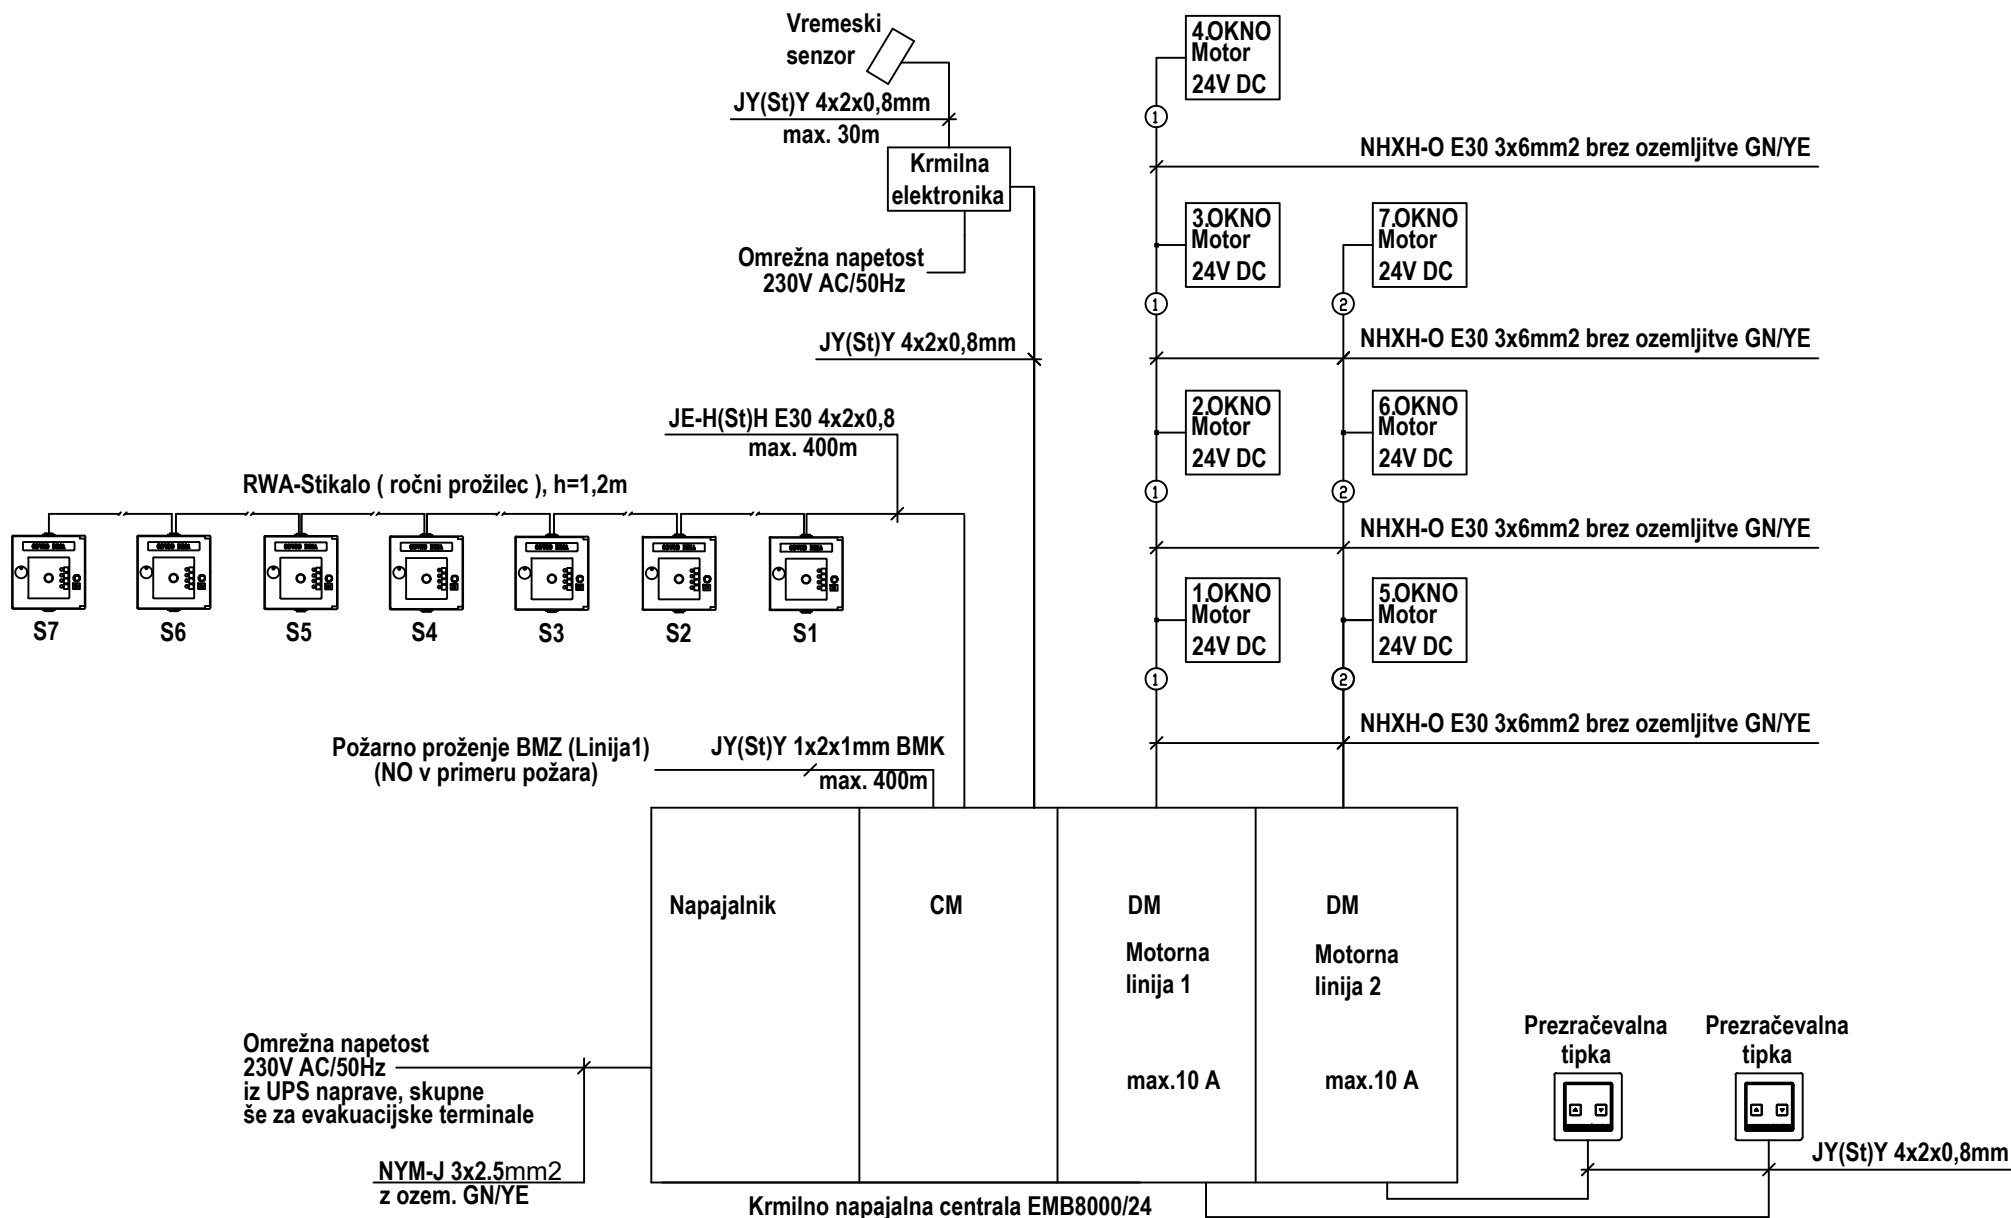 Vremeski
senzor
JY(St)Y 4x2x0,8mm
max. 30m
Krmilna
elektronika
Omrežna napetost
230V AC/50Hz
JY(St)Y 4x2x0,8mm
JE-H(St)H E30 4x2x0,8
max. 400m
RWA-Stikalo ( ročni prožilec ), h=1,2m
S7
S6
S5
S4
S3
S2
S1
4.OKNO
Motor
24V DC
1
NHXH-O E30 3x6mm2 brez ozemljitve GN/YE
3.OKNO
Motor
24V DC
7.OKNO
Motor
24V DC
1
2
NHXH-O E30 3x6mm2 brez ozemljitve GN/YE
2.OKNO
Motor
24V DC
6.OKNO
Motor
24V DC
1
2
NHXH-O E30 3x6mm2 brez ozemljitve GN/YE
1.OKNO
Motor
24V DC
5.OKNO
Motor
24V DC
1
2
NHXH-O E30 3x6mm2 brez ozemljitve GN/YE
Požarno proženje BMZ (Linija1)
(NO v primeru požara)
JY(St)Y 1x2x1mm BMK
max. 400m
Napajalnik
CM
DM
Motorna
linija 1
max.10 A
DM
Motorna
linija 2
max.10 A
Omrežna napetost
230V AC/50Hz
iz UPS naprave, skupne
še za evakuacijske terminale
NYM-J 3x2.5mm2
z ozem. GN/YE
Krmilno napajalna centrala EMB8000/24
Prezračevalna
tipka
Prezračevalna
tipka
JY(St)Y 4x2x0,8mm